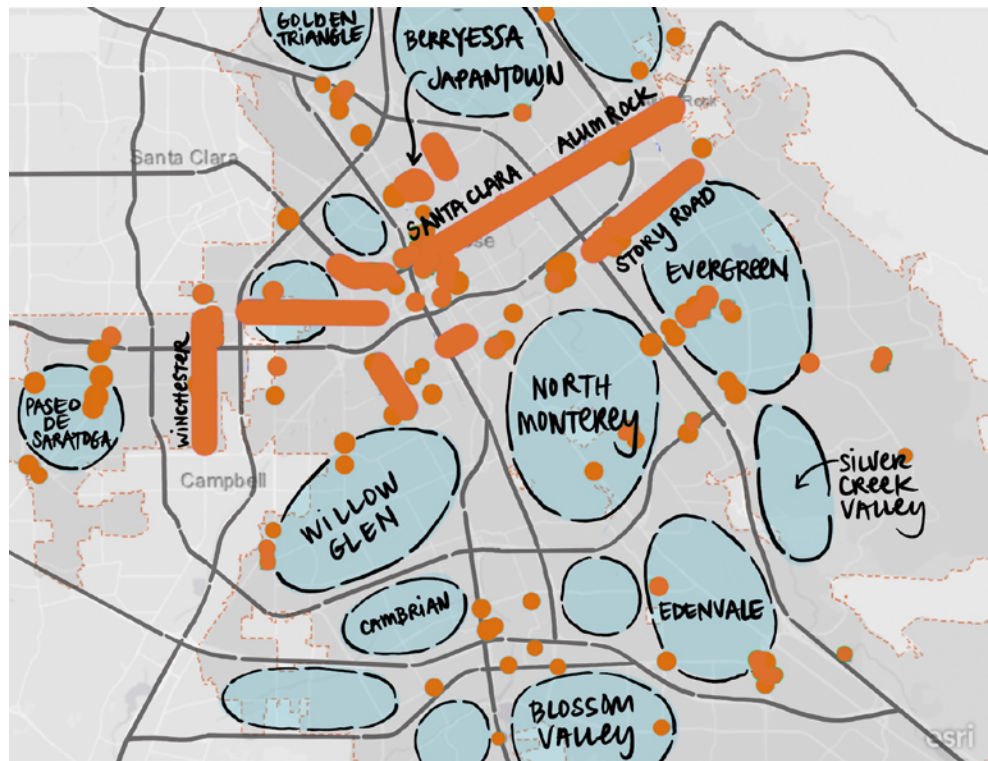 GOLDEN
TRIANGLE
BERRYESSA
JAPANTOWN
ALUM ROCK
Santa Clara
SANTA CLARA
STORY ROAD
EVERGREEN
WINCHESTER
PASEO
DE
SARATOGA
NORTH
MONTEREY
Campbell
SILVER
CREEK
VALLEY
WILLOW
GLEN
CAMBRIAN
EDENVALE
BLOSSOM
VALLEY
esri